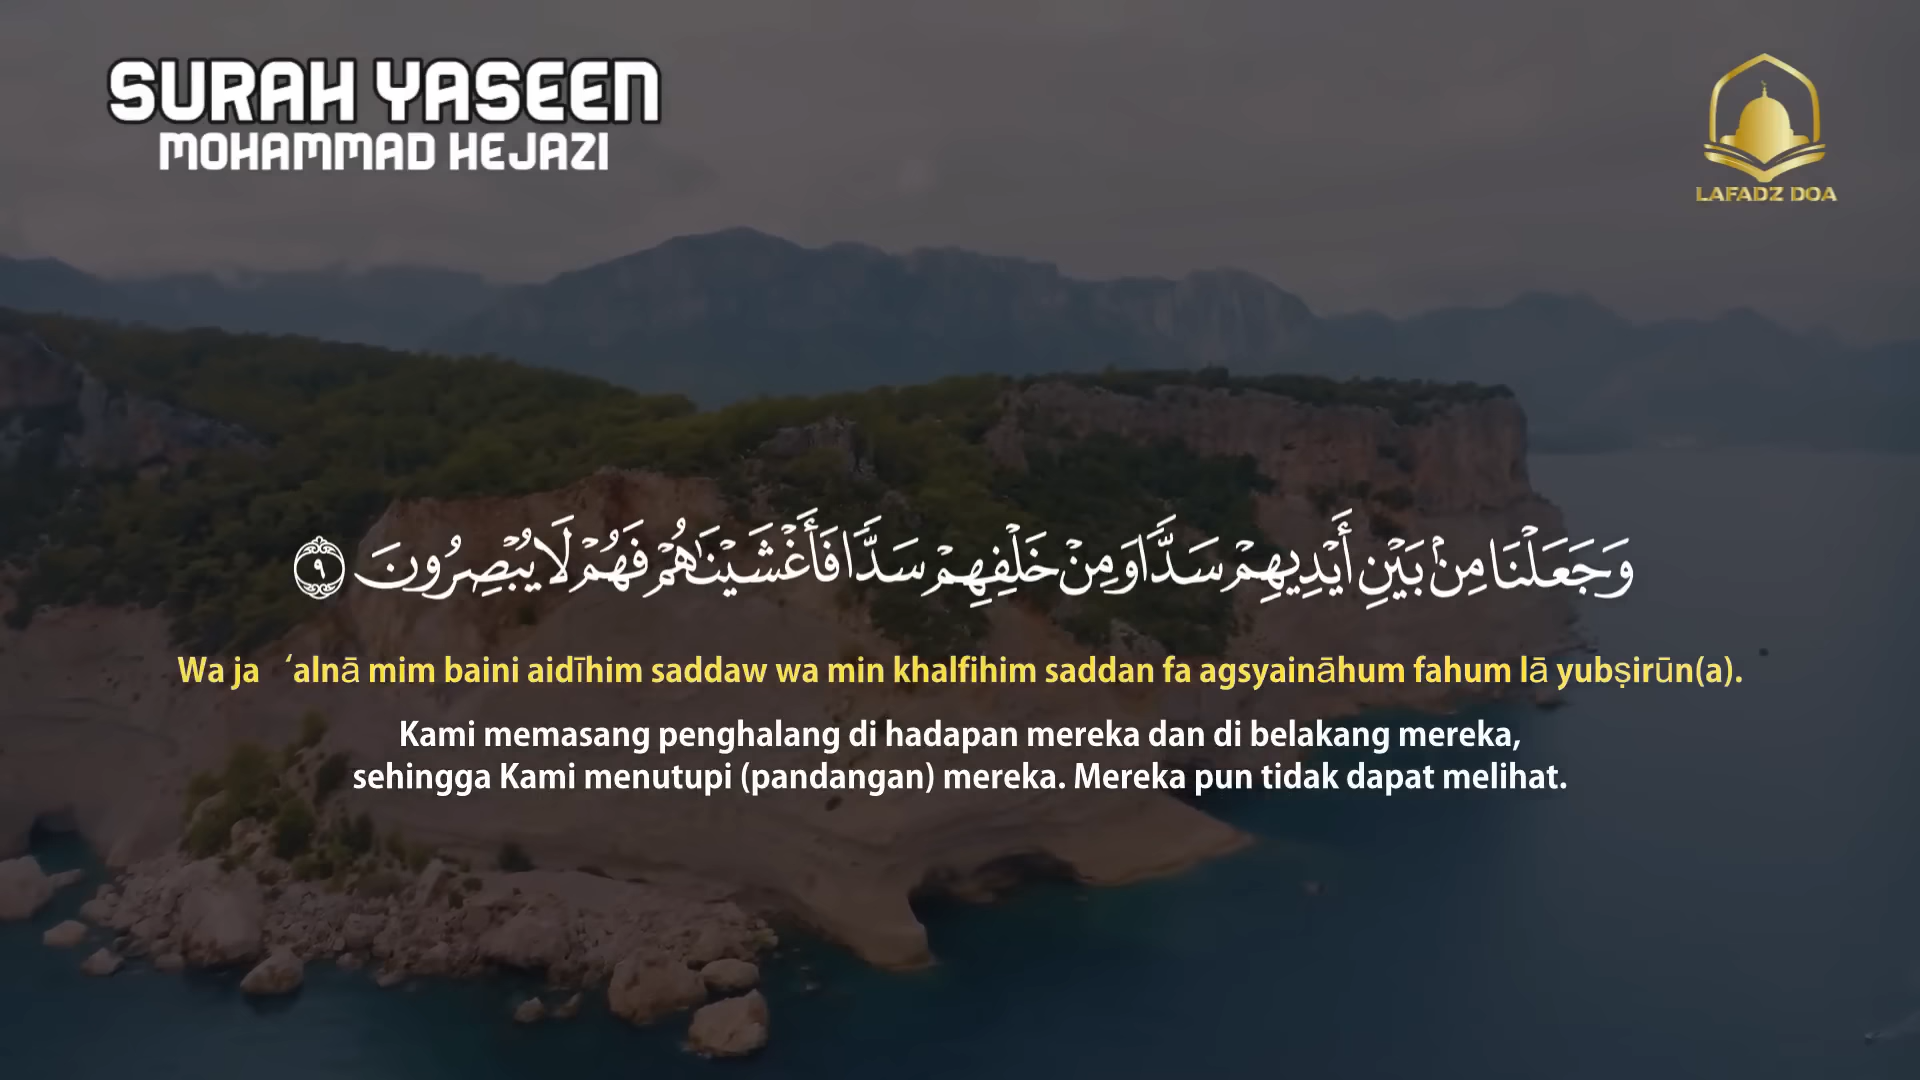 SURAH YASEEN
MOHAMMAD HEJAZI
LAFADZ DOA
وَجَعَلْنَا مِنۢ بَيْنِ أَيْدِيهِمْ سَدًّا وَمِنْ خَلْفِهِمْ سَدًّا فَأَغْشَيْنَٰهُمْ فَهُمْ لَا يُبْصِرُونَ ٩
Wa ja‘alnā mim baini aidīhim saddaw wa min khalfihim saddan fa agsyaināhum fahum lā yubṣirūn(a).
Kami memasang penghalang di hadapan mereka dan di belakang mereka,
sehingga Kami menutupi (pandangan) mereka. Mereka pun tidak dapat melihat.